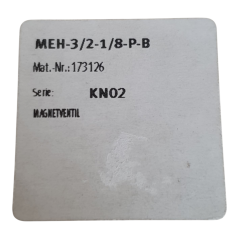 MEH-3/2-1/8-P-B
Mat.-Nr.:173126
Serie: KN02
MAGNETVENTIL